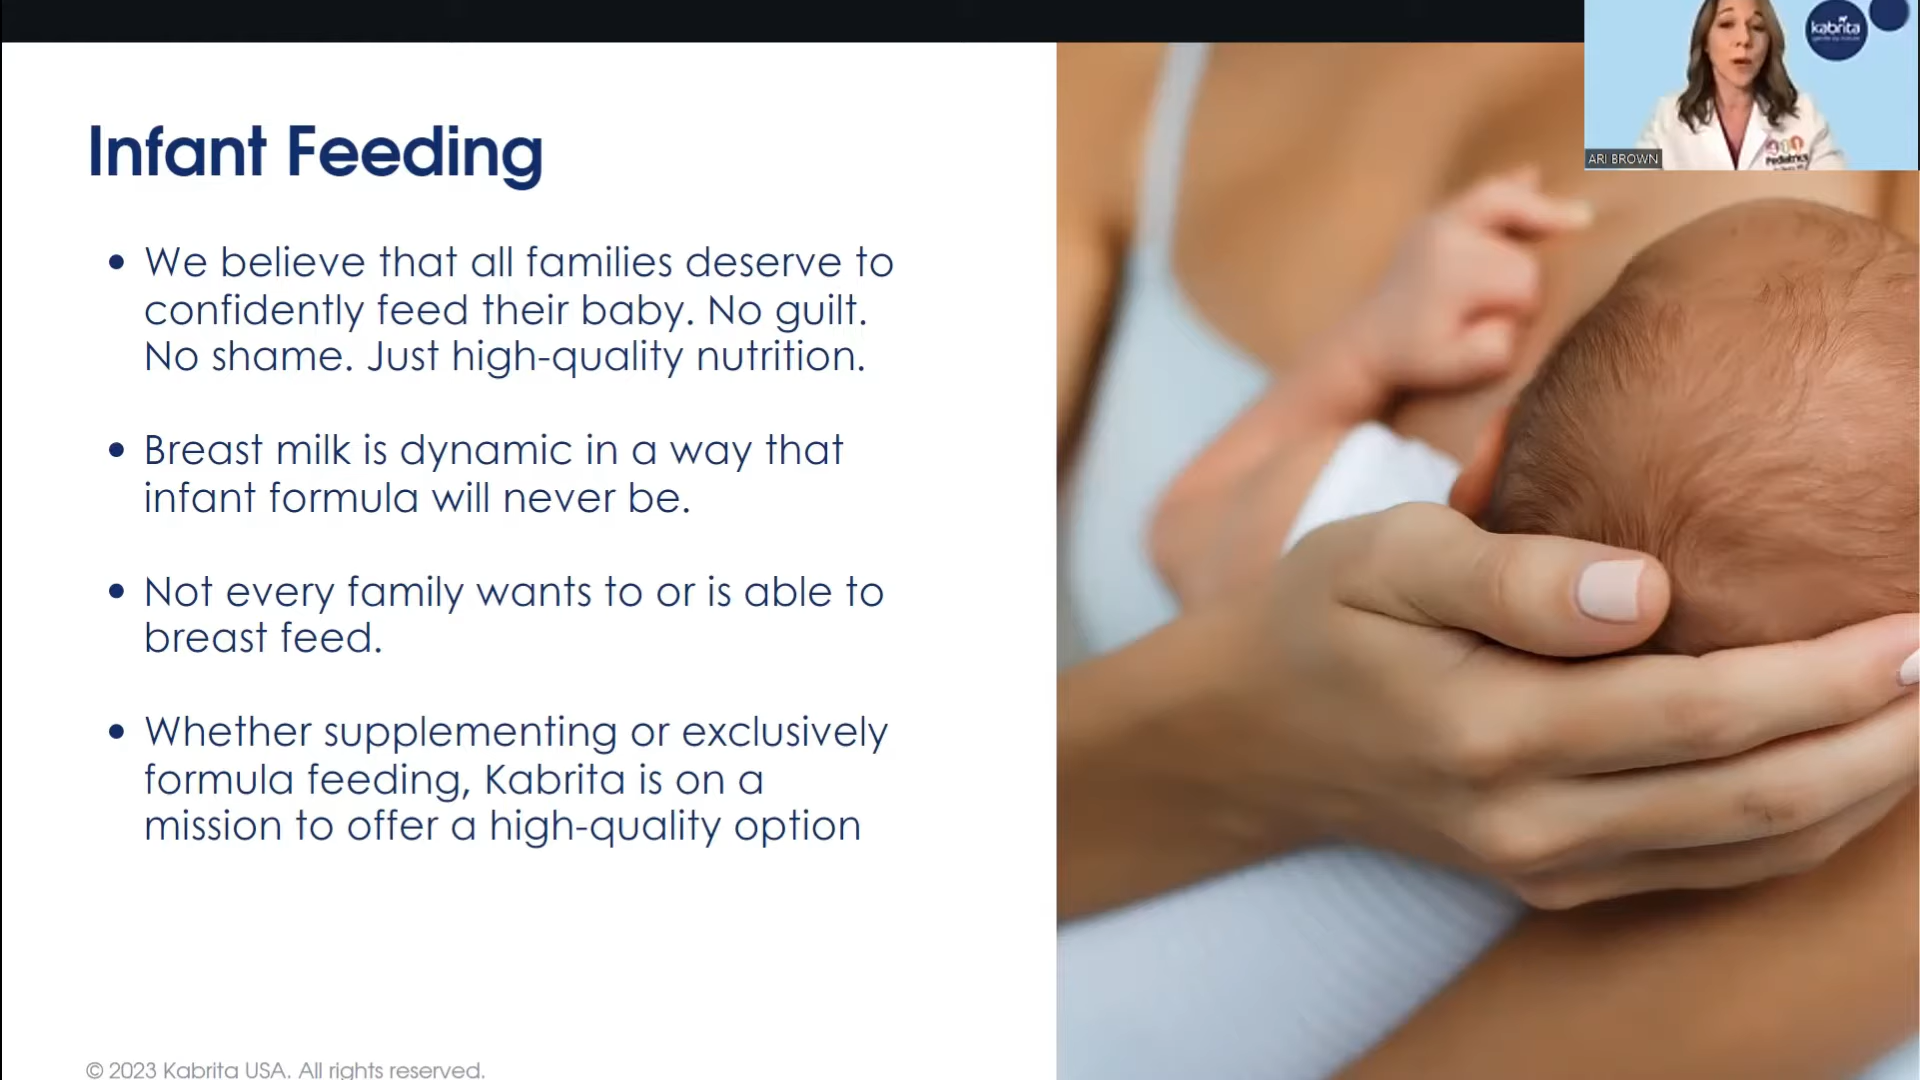 kabrita
ARI BROWN
Pediatrics
Infant Feeding
• We believe that all families deserve to
confidently feed their baby. No guilt.
No shame. Just high-quality nutrition.
• Breast milk is dynamic in a way that
infant formula will never be.
• Not every family wants to or is able to
breast feed.
• Whether supplementing or exclusively
formula feeding, Kabrita is on a
mission to offer a high-quality option
© 2023 Kabrita USA. All rights reserved.